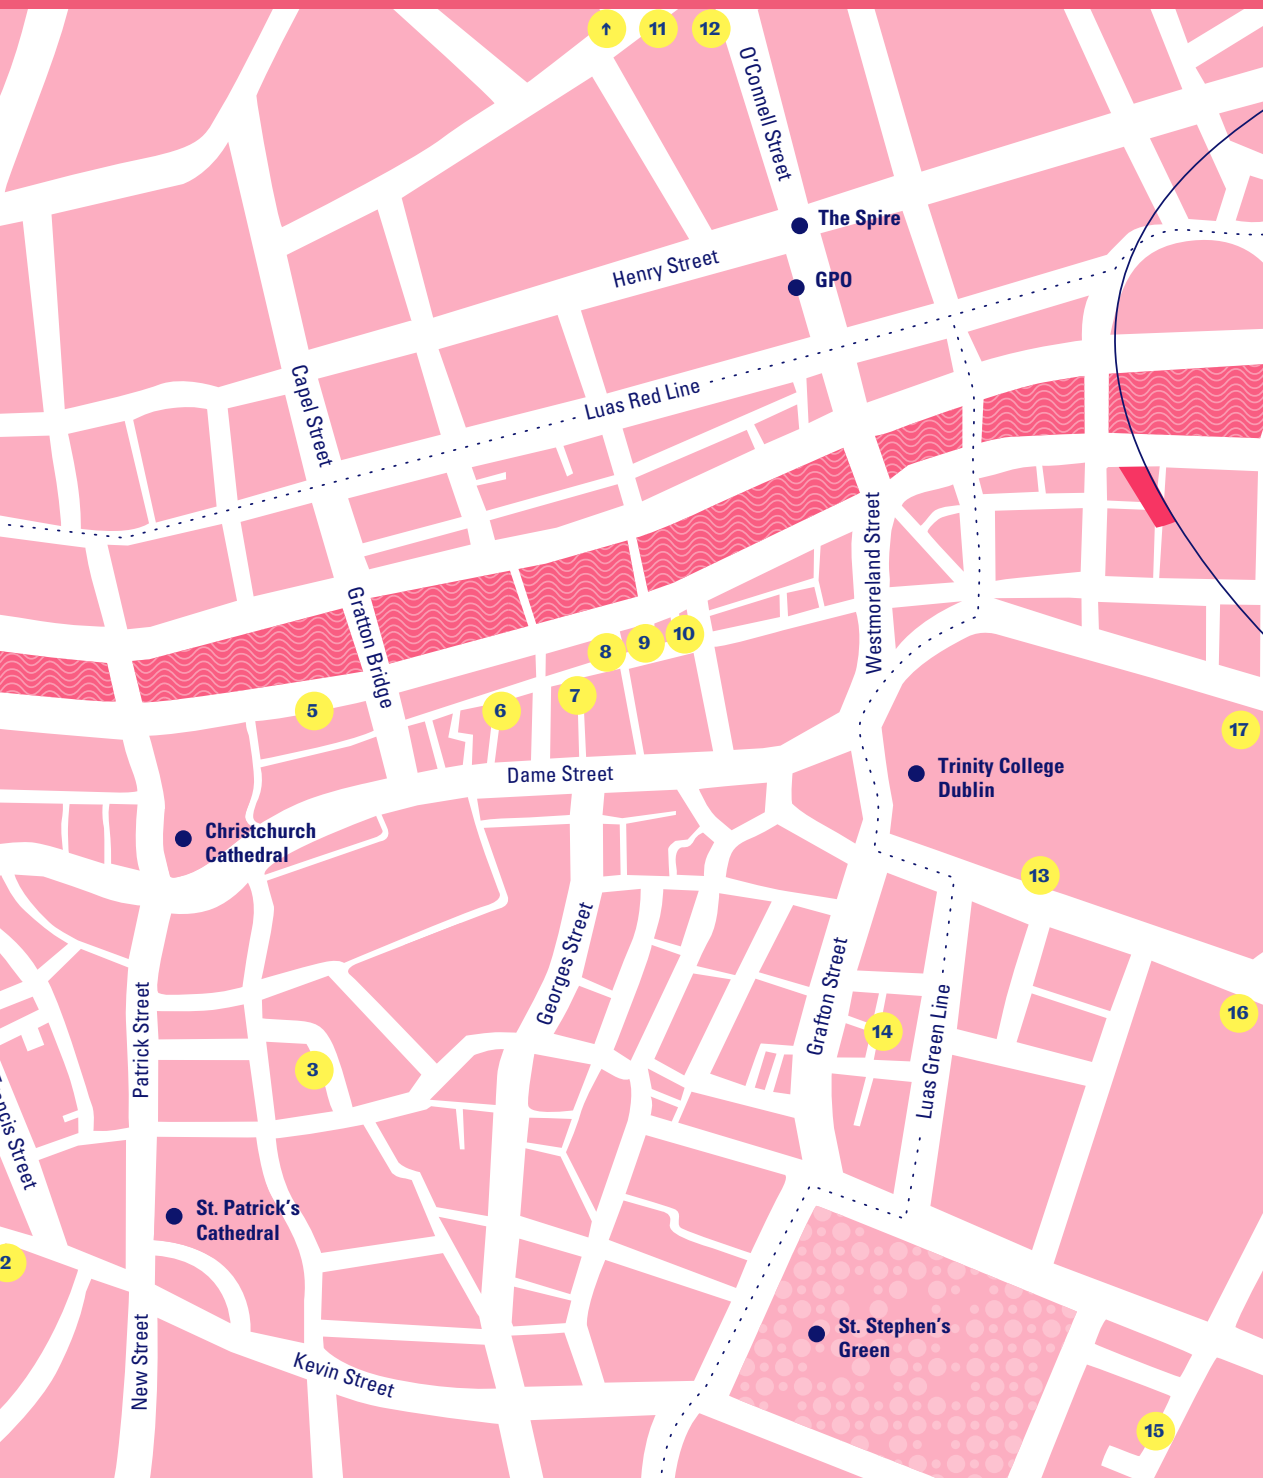 ↑
11
12
O'Connell Street
The Spire
Henry Street
GPO
Capel Street
Luas Red Line
Westmoreland Street
Gratton Bridge
10
9
8
7
6
5
17
Dame Street
Trinity College
Dublin
Christchurch
Cathedral
13
Georges Street
Grafton Street
Patrick Street
Luas Green Line
16
14
3
ncis Street
St. Patrick's
Cathedral
2
New Street
St. Stephen's
Green
Kevin Street
15